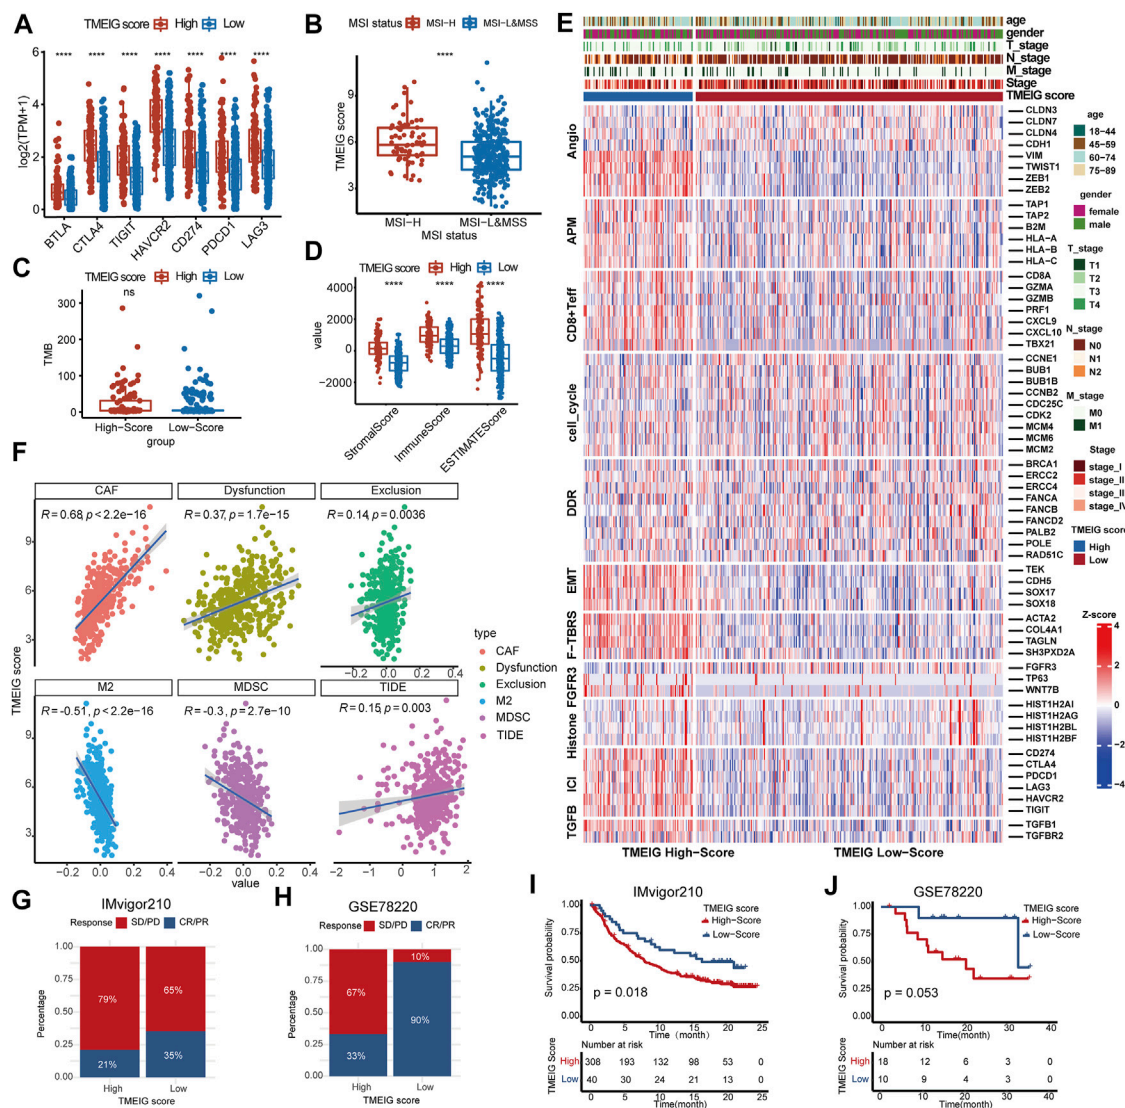 A
TMEIG score High Low
log2(TPM+1)
6
4
2
0
**** **** **** **** **** **** ****
BTLA
CTLA4
TIGIT
HAVCR2
CD274
PDCD1
LAG3
B
MSI status MSI-H MSI-L&MSS
****
TMEIG score
9
6
3
MSI-H MSI-L&MSS
MSI status
C
TMEIG score High Low
ns
TMB
300
200
100
0
High-Score Low-Score
group
D
TMEIG score High Low
**** **** ****
value
4000
2000
0
−2000
StromalScore
ImmuneScore
ESTIMATEScore
E
age
gender
T_stage
N_stage
M_stage
Stage
TMEIG score
Angio
CLDN3
CLDN7
CLDN4
CDH1
VIM
TWIST1
ZEB1
ZEB2
APM
TAP1
TAP2
B2M
HLA−A
HLA−B
HLA−C
CD8+Teff
CD8A
GZMA
GZMB
PRF1
CXCL9
CXCL10
TBX21
cell_cycle
CCNE1
BUB1
BUB1B
CCNB2
CDC25C
CDK2
MCM4
MCM6
MCM2
DDR
BRCA1
ERCC2
ERCC4
FANCA
FANCB
FANCD2
PALB2
POLE
RAD51C
EMT
TEK
CDH5
SOX17
SOX18
F−TBRS
ACTA2
COL4A1
TAGLN
SH3PXD2A
FGFR3
FGFR3
TP63
WNT7B
Histone
HIST1H2AI
HIST1H2AG
HIST1H2BL
HIST1H2BF
ICI
CD274
CTLA4
PDCD1
LAG3
HAVCR2
TIGIT
TGFB
TGFB1
TGFBR2
TMEIG High−Score TMEIG Low−Score
age
18−44
45−59
60−74
75−89
gender
female
male
T_stage
T1
T2
T3
T4
N_stage
N0
N1
N2
M_stage
M0
M1
Stage
stage_I
stage_II
stage_II
stage_IV
TMEIG score
High
Low
Z−score
4
2
0
−2
−4
F
CAF Dysfunction Exclusion
R = 0.68, p < 2.2e−16
R = 0.37, p = 1.7e−15
R = 0.14, p = 0.0036
9
6
3
−0.2 0.0 0.2 0.4
TMEIG score
M2 MDSC TIDE
R = -0.51, p < 2.2e−16
R = -0.3, p = 2.7e−10
R = 0.15, p = 0.003
9
6
3
−0.2 0.0 0.2 0.4 −0.2 0.0 0.2 0.4 −2 −1 0 1 2
value
type
CAF
Dysfunction
Exclusion
M2
MDSC
TIDE
G
IMvigor210
Response SD/PD CR/PR
Percentage
1.00
0.75
0.50
0.25
0.00
79% 65%
21% 35%
High Low
TMEIG score
H
GSE78220
Response SD/PD CR/PR
Percentage
1.00
0.75
0.50
0.25
0.00
67% 10%
33% 90%
High Low
TMEIG score
I
IMvigor210
TMEIG score
High-Score
Low-Score
Survival probability
1.00
0.75
0.50
0.25
0.00
p = 0.018
0 5 10 15 20 25
Time (month)
Number at risk
TMEIG Score
High 308 193 132 98 53 0
Low 40 30 24 21 13 0
0 5 10 15 20 25
Time(month)
J
GSE78220
TMEIG score
High-Score
Low-Score
Survival probability
1.00
0.75
0.50
0.25
0.00
p = 0.053
0 10 20 30 40
Time(month)
Number at risk
TMEIG Score
High 18 12 6 3 0
Low 10 9 4 3 0
0 10 20 30 40
Time(month)